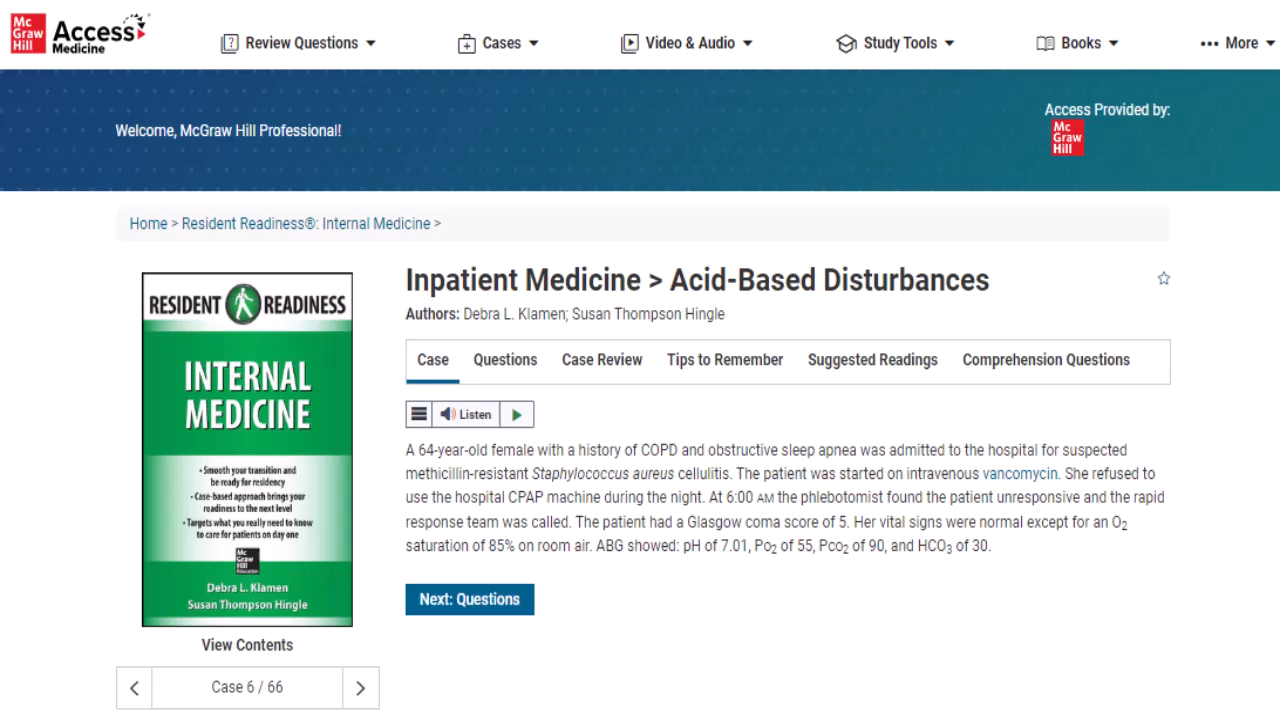 Mc
Graw
Hill
Access
Medicine
Review Questions
Cases
Video & Audio
Study Tools
Books
More
Welcome, McGraw Hill Professional!
Access Provided by:
Mc
Graw
Hill
Home > Resident Readiness®: Internal Medicine >
RESIDENT READINESS
INTERNAL
MEDICINE
• Smooth your transition and
be ready for residency
• Case-based approach brings your
readiness to the next level
• Targets what you really need to know
to care for patients on day one
Mc
Graw
Hill
Education
Debra L. Klamen
Susan Thompson Hingle
View Contents
Case 6 / 66
Inpatient Medicine > Acid-Based Disturbances
Authors: Debra L. Klamen; Susan Thompson Hingle
Case Questions Case Review Tips to Remember Suggested Readings Comprehension Questions
Listen
A 64-year-old female with a history of COPD and obstructive sleep apnea was admitted to the hospital for suspected
methicillin-resistant Staphylococcus aureus cellulitis. The patient was started on intravenous vancomycin. She refused to
use the hospital CPAP machine during the night. At 6:00 AM the phlebotomist found the patient unresponsive and the rapid
response team was called. The patient had a Glasgow coma score of 5. Her vital signs were normal except for an O2
saturation of 85% on room air. ABG showed: pH of 7.01, PO2 of 55, PCO2 of 90, and HCO3 of 30.
Next: Questions